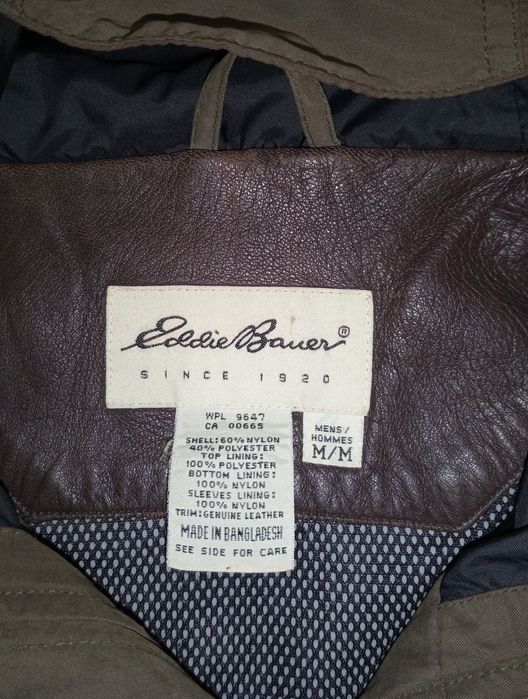 Eddie Bauer®
SINCE 1920
WPL 9647
CA 00665
SHELL: 60% NYLON
40% POLYESTER
TOP LINING:
100% POLYESTER
BOTTOM LINING:
100% NYLON
SLEEVES LINING:
100% NYLON
TRIM: GENUINE LEATHER
MADE IN BANGLADESH
SEE SIDE FOR CARE
MENS/
HOMMES
M/M